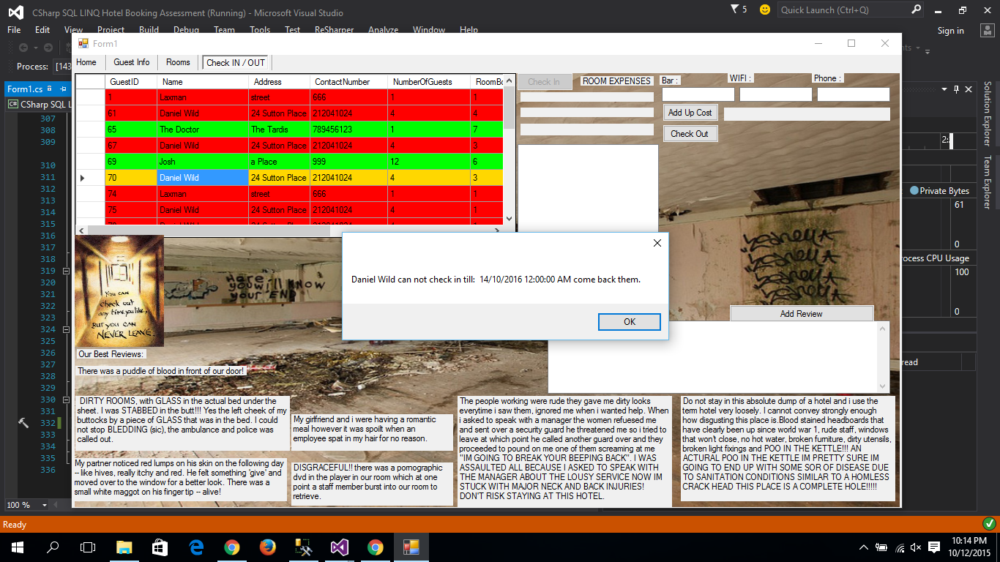 CSharp SQL LINQ Hotel Booking Assessment (Running) - Microsoft Visual Studio
5
Quick Launch (Ctrl+Q)
File Edit View Project Build Debug Team Tools Test ReSharper Analyze Window Help
Sign in
Form1
Process: [143
Home Guest Info Rooms Check IN / OUT
GuestID Name Address ContactNumber NumberOfGuests RoomBo
1 Laxman street 666 1 1
61 Daniel Wild 24 Sutton Place 212041024 4 4
65 The Doctor The Tardis 789456123 1 7
67 Daniel Wild 24 Sutton Place 212041024 4 3
69 Josh a Place 999 12 6
70 Daniel Wild 24 Sutton Place 212041024 4 3
74 Laxman street 666 1 1
75 Daniel Wild 24 Sutton Place 212041024 4 1
Check In ROOM EXPENSES Bar : WIFI : Phone :
Add Up Cost
Check Out
Form1.cs
CSharp SQL L
307
308
309
310
311
312
313
314
315
316
317
318
319
320
321
322
323
324
325
326
327
328
329
330
331
332
333
334
335
336
100 %
Solution Explorer
Team Explorer
2:
Private Bytes
61
0
rocess CPU Usage
100
0
read
YOU CAN
check out
any time you like,
BUT YOU CAN
NEVER LEAVE.
Here
YOU'll KNOW
your END
Daniel Wild can not check in till: 14/10/2016 12:00:00 AM come back them.
OK
Add Review
Our Best Reviews:
There was a puddle of blood in front of our door!
DIRTY ROOMS, with GLASS in the actual bed under the
sheet. I was STABBED in the butt!!! Yes the left cheek of my
buttocks by a piece of GLASS that was in the bed. I could
not stop BLEDDING (sic), the ambulance and police was
called out.
My partner noticed red lumps on his skin on the following day
-- like hives, really itchy and red. He felt something 'give' and
moved over to the window for a better look. There was a
small white maggot on his finger tip -- alive!
My girlfriend and i were having a romantic
meal however it was spoilt when an
employee spat in my hair for no reason.
DISGRACEFUL!! there was a pornographic
dvd in the player in our room which at one
point a staff member burst into our room to
retrieve.
The people working were rude they gave me dirty looks
everytime i saw them, ignored me when i wanted help. When
i asked to speak with a manager the women refuesed me
and sent over a security guard he threatened me so i tried to
leave at which point he called another guard over and they
proceeded to pound on me one of them screaming at me
"IM GOING TO BREAK YOUR BEEPING BACK". I WAS
ASSAULTED ALL BECAUSE I ASKED TO SPEAK WITH
THE MANAGER ABOUT THE LOUSY SERVICE NOW IM
STUCK WITH MAJOR NECK AND BACK INJURIES!
DON'T RISK STAYING AT THIS HOTEL.
Do not stay in this absolute dump of a hotel and i use the
term hotel very loosely. I cannot convey strongly enough
how disgusting this place is.Blood stained headboards that
have clearly been up since world war 1, rude staff, windows
that won't close, no hot water, broken furniture, dirty utensils,
broken light fixings and POO IN THE KETTLE!!! AN
ACTURAL POO IN THE KETTLE IM PRETTY SURE IM
GOING TO END UP WITH SOME SOR OF DISEASE DUE
TO SANITATION CONDITIONS SIMILAR TO A HOMLESS
CRACK HEAD THIS PLACE IS A COMPLETE HOLE!!!!!
Ready
10:14 PM
10/12/2015